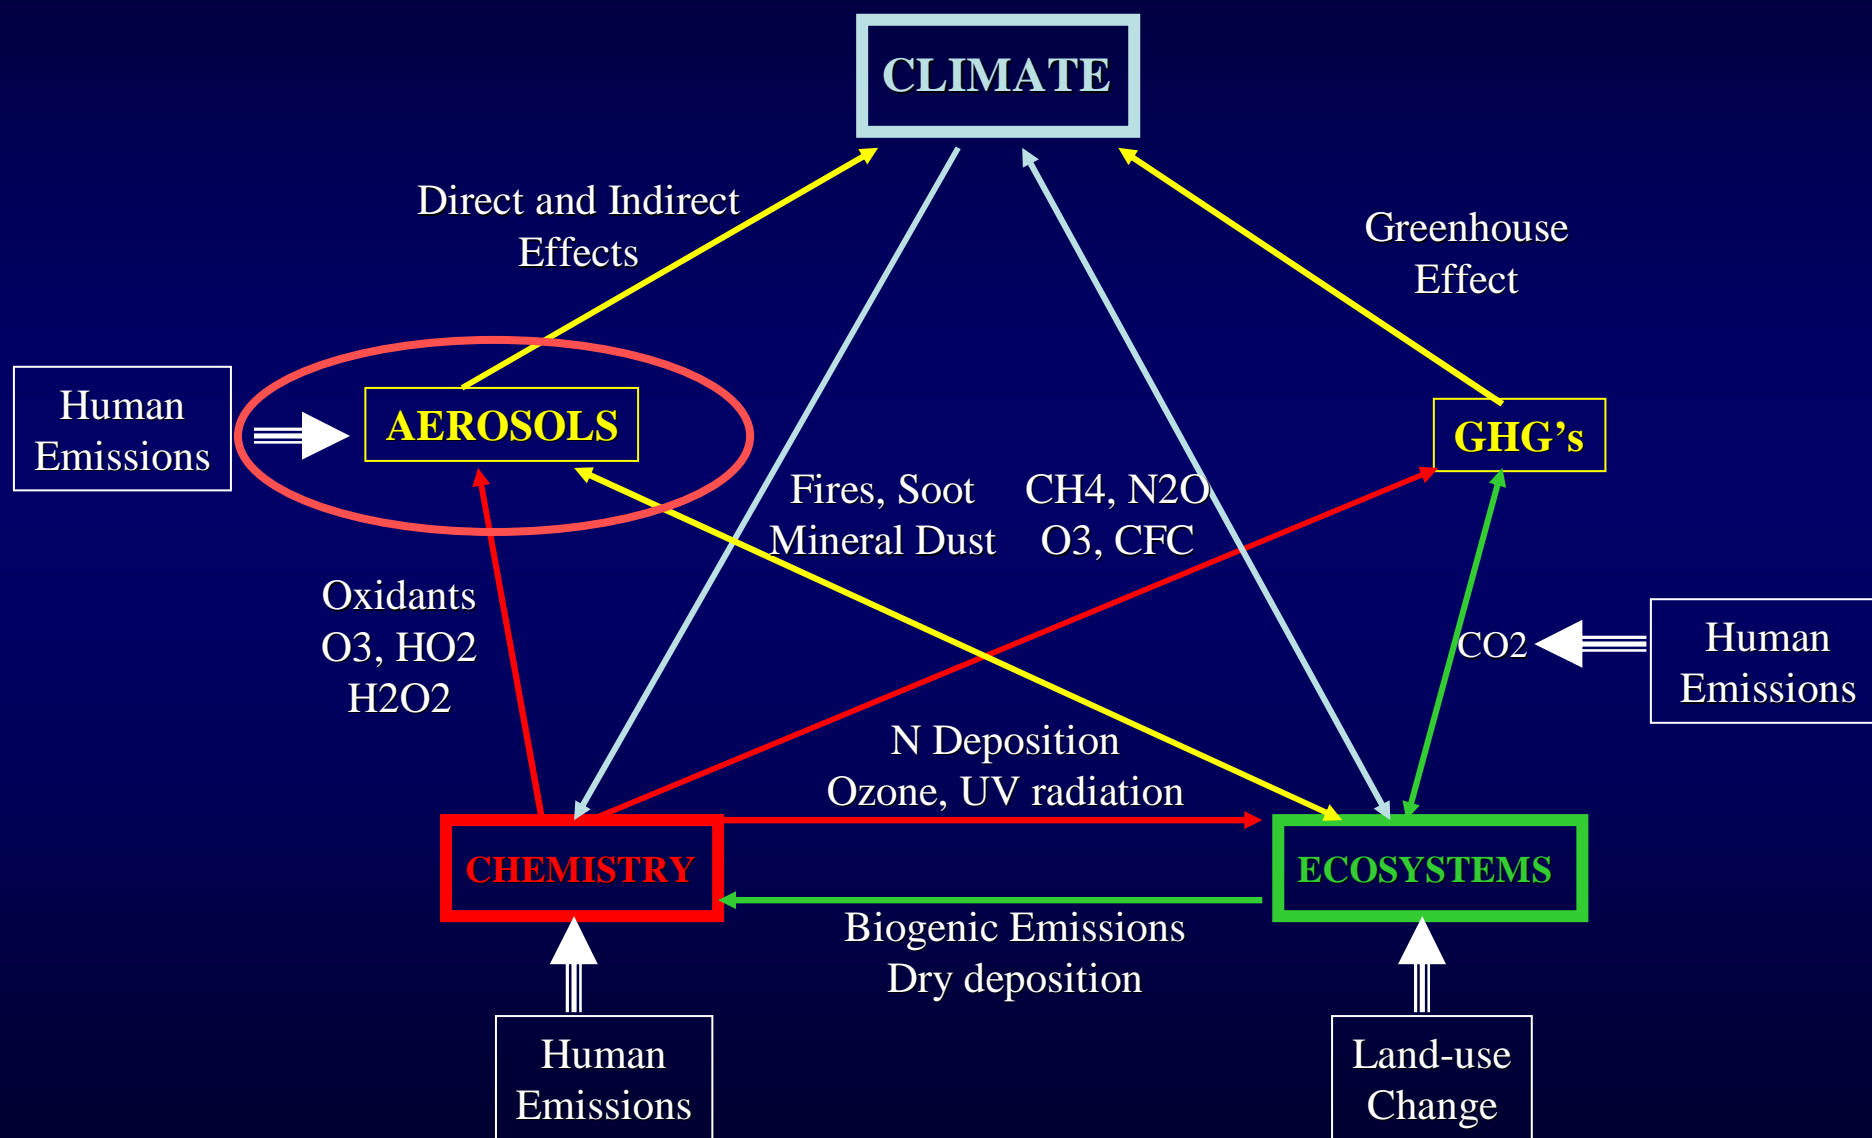 CLIMATE
Direct and Indirect
Effects
Greenhouse
Effect
Human
Emissions
AEROSOLS
GHG’s
Fires, Soot
Mineral Dust
CH4, N2O
O3, CFC
Oxidants
O3, HO2
H2O2
CO2
Human
Emissions
N Deposition
Ozone, UV radiation
CHEMISTRY
ECOSYSTEMS
Biogenic Emissions
Dry deposition
Human
Emissions
Land-use
Change